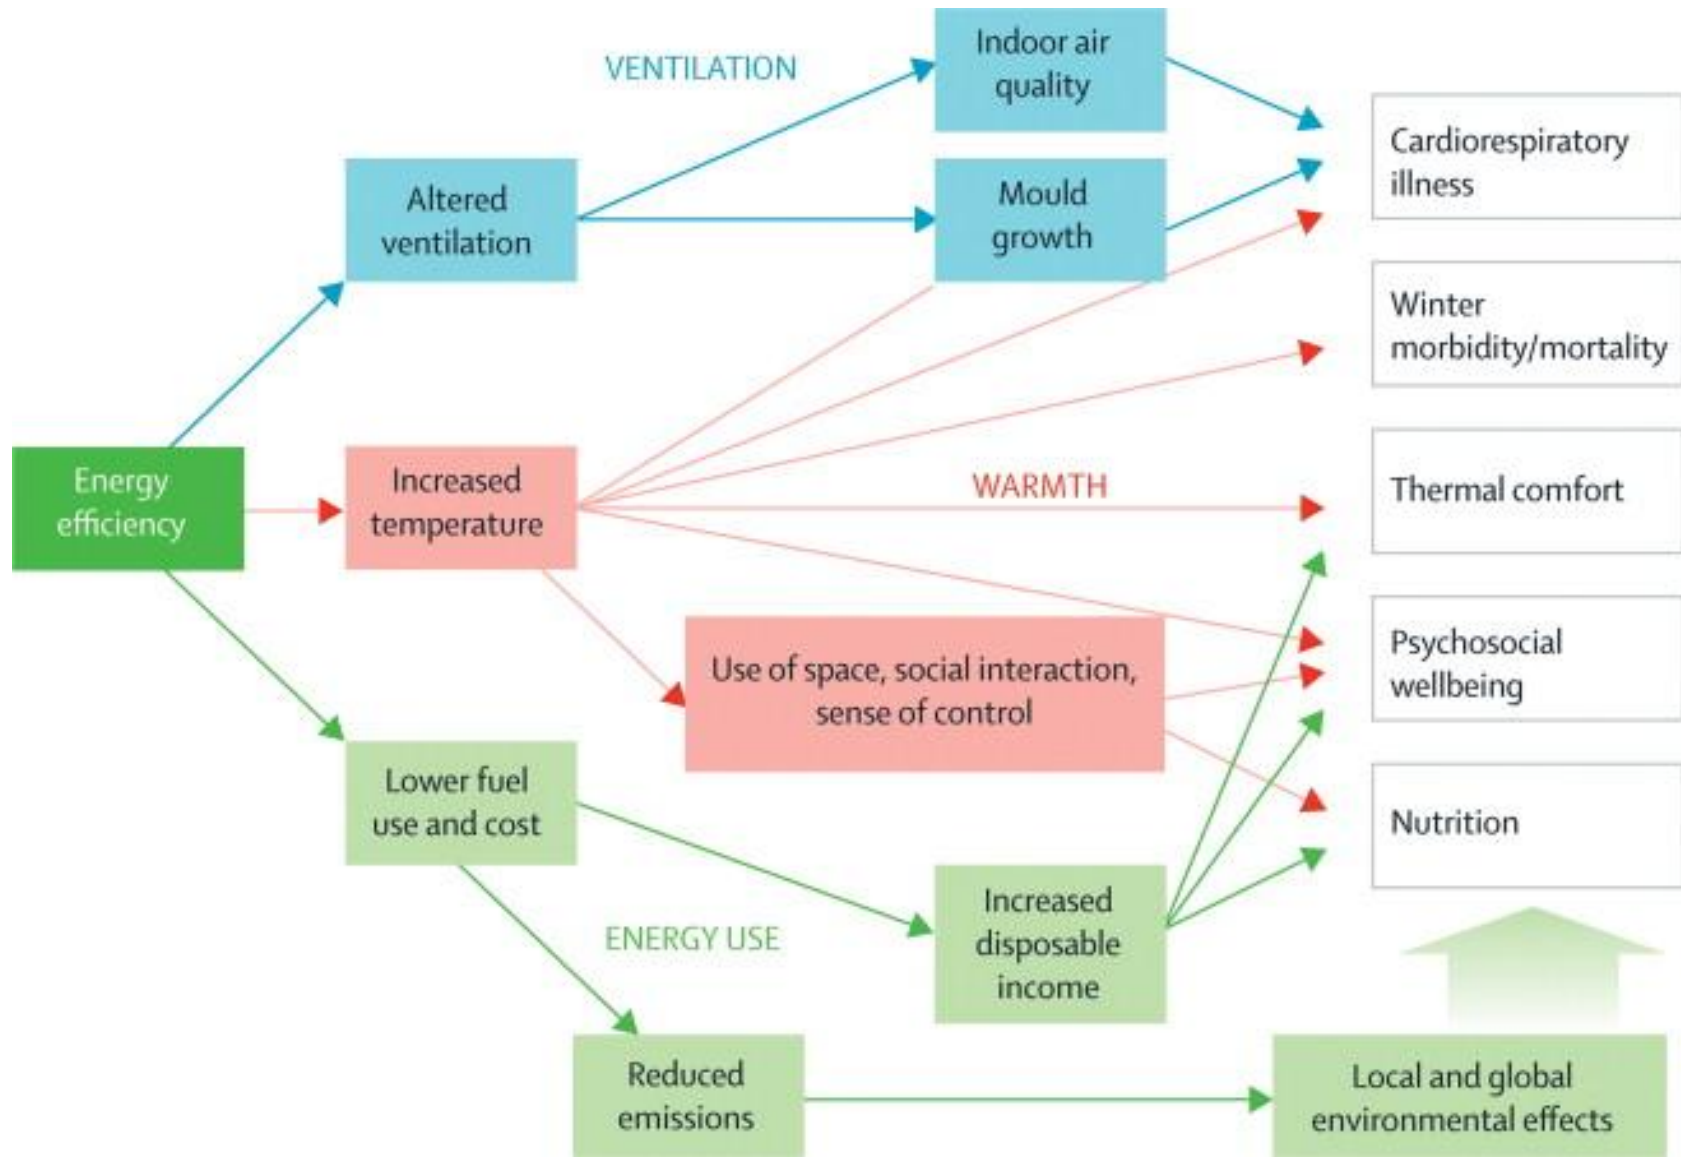 VENTILATION
Indoor air
quality
Cardiorespiratory
illness
Altered
ventilation
Mould
growth
Winter
morbidity/mortality
Energy
efficiency
Increased
temperature
WARMTH
Thermal comfort
Use of space, social interaction,
sense of control
Psychosocial
wellbeing
Lower fuel
use and cost
Nutrition
ENERGY USE
Increased
disposable
income
Reduced
emissions
Local and global
environmental effects